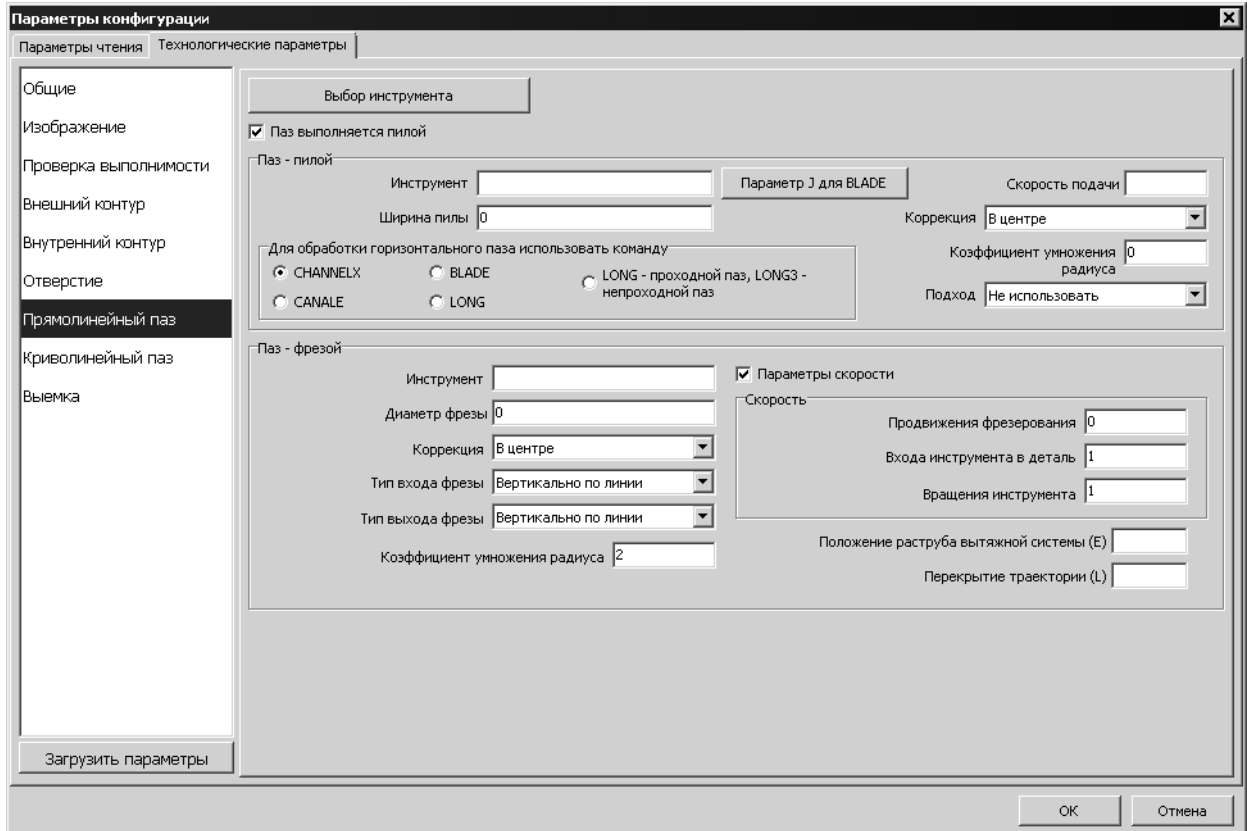 Параметры конфигурации
Параметры чтения
Технологические параметры
Общие
Изображение
Проверка выполнимости
Внешний контур
Внутренний контур
Отверстие
Прямолинейный паз
Криволинейный паз
Выемка
Загрузить параметры
Выбор инструмента
Паз выполняется пилой
Паз - пилой
Инструмент
Параметр J для BLADE
Скорость подачи
Ширина пилы 0
Коррекция В центре
Для обработки горизонтального паза использовать команду
CHANNELX
BLADE
LONG - проходной паз, LONG3 -
непроходной паз
CANALE
LONG
Коэффициент умножения 0
радиуса
Подход Не использовать
Паз - фрезой
Инструмент
Диаметр фрезы 0
Коррекция В центре
Тип входа фрезы Вертикально по линии
Тип выхода фрезы Вертикально по линии
Коэффициент умножения радиуса 2
Параметры скорости
Скорость
Продвижения фрезерования 0
Входа инструмента в деталь 1
Вращения инструмента 1
Положение раструба вытяжной системы (E)
Перекрытие траектории (L)
ОК
Отмена